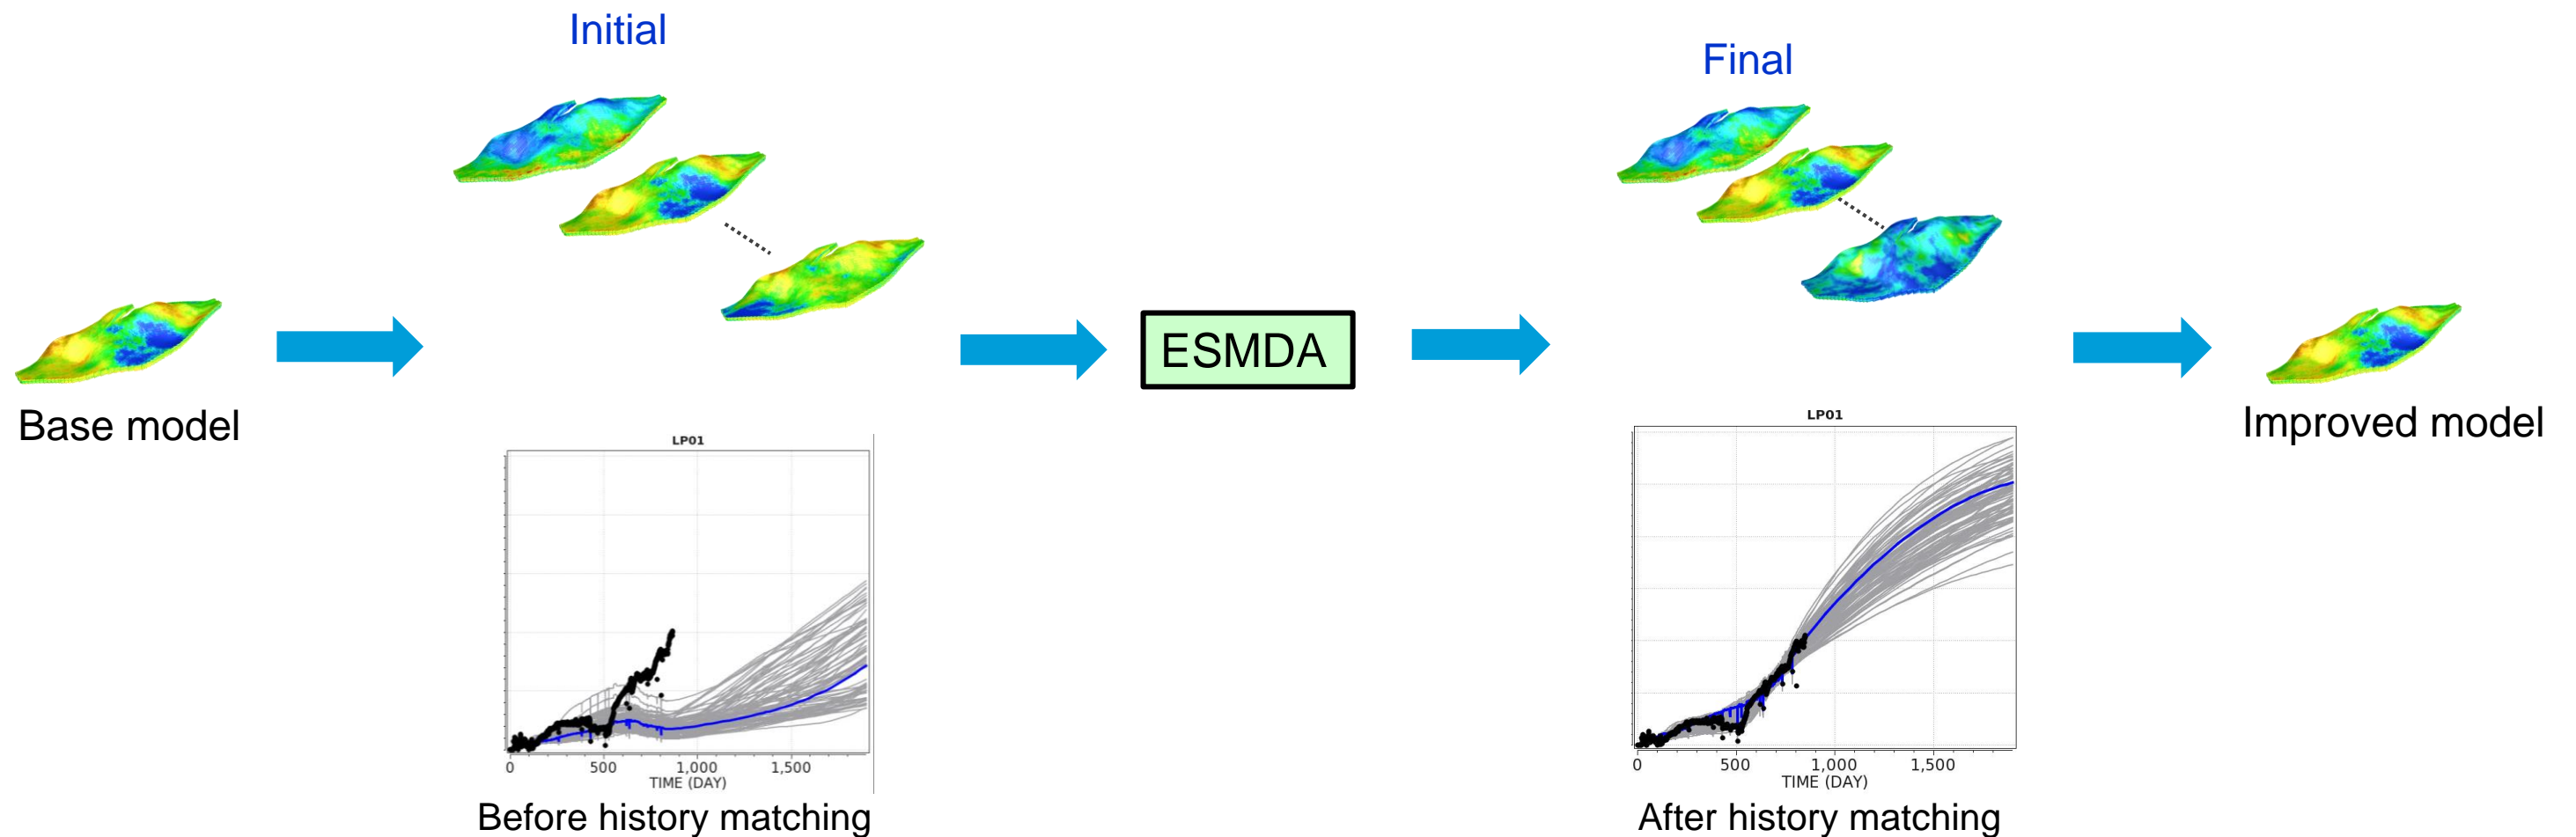 Initial
Final
Base model
ESMDA
Improved model
LP01
0 500 1,000 1,500
TIME (DAY)
Before history matching
LP01
0 500 1,000 1,500
TIME (DAY)
After history matching